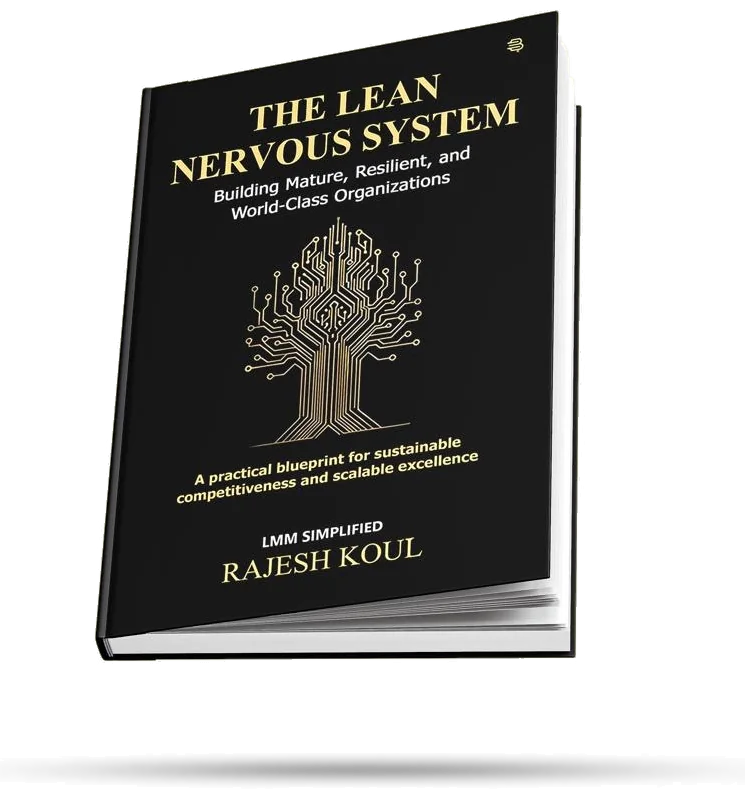 THE LEAN
NERVOUS SYSTEM
Building Mature, Resilient, and
World-Class Organizations
A practical blueprint for sustainable
competitiveness and scalable excellence
LMM SIMPLIFIED
RAJESH KOUL